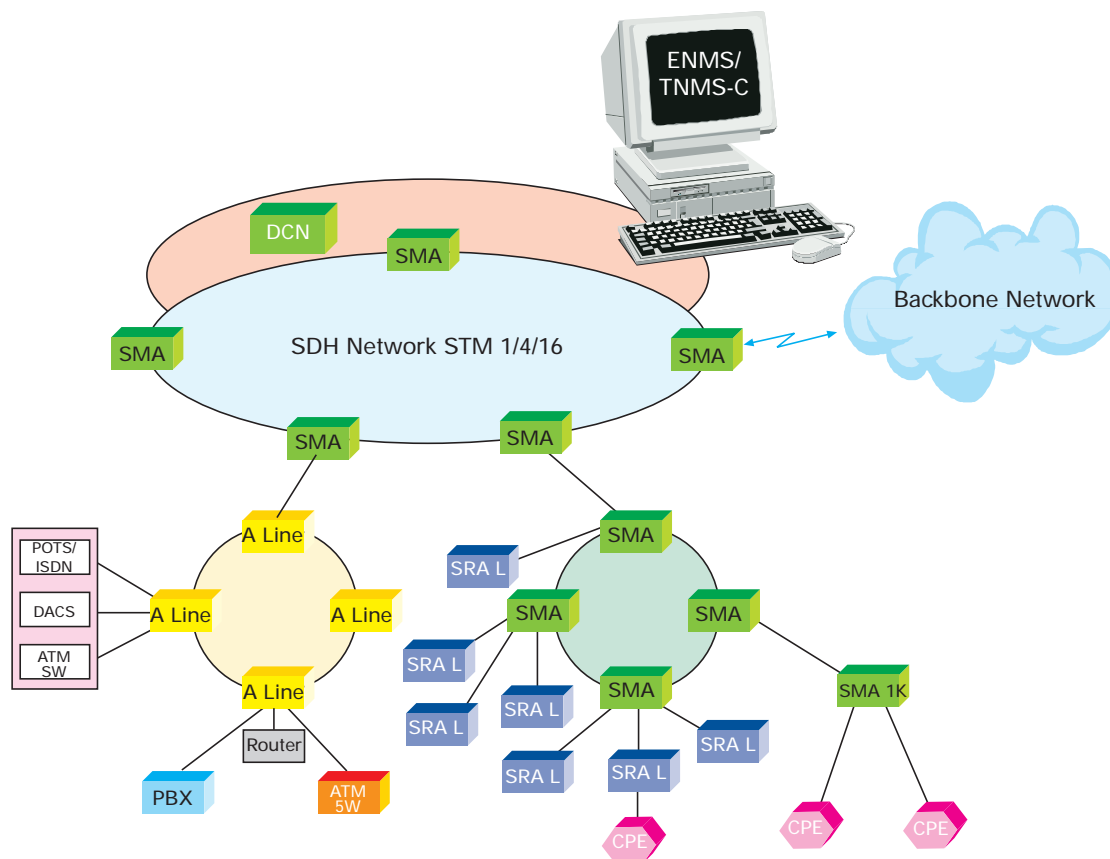 ENMS/
TNMS-C
DCN
SMA
Backbone Network
SDH Network STM 1/4/16
SMA
SMA
SMA
SMA
A Line
SMA
POTS/
ISDN
SRA L
DACS
A Line
A Line
SMA
SMA
ATM
SW
SRA L
A Line
SMA
SMA 1K
SRA L
SRA L
Router
SRA L
SRA L
SRA L
PBX
ATM
5W
CPE
CPE
CPE